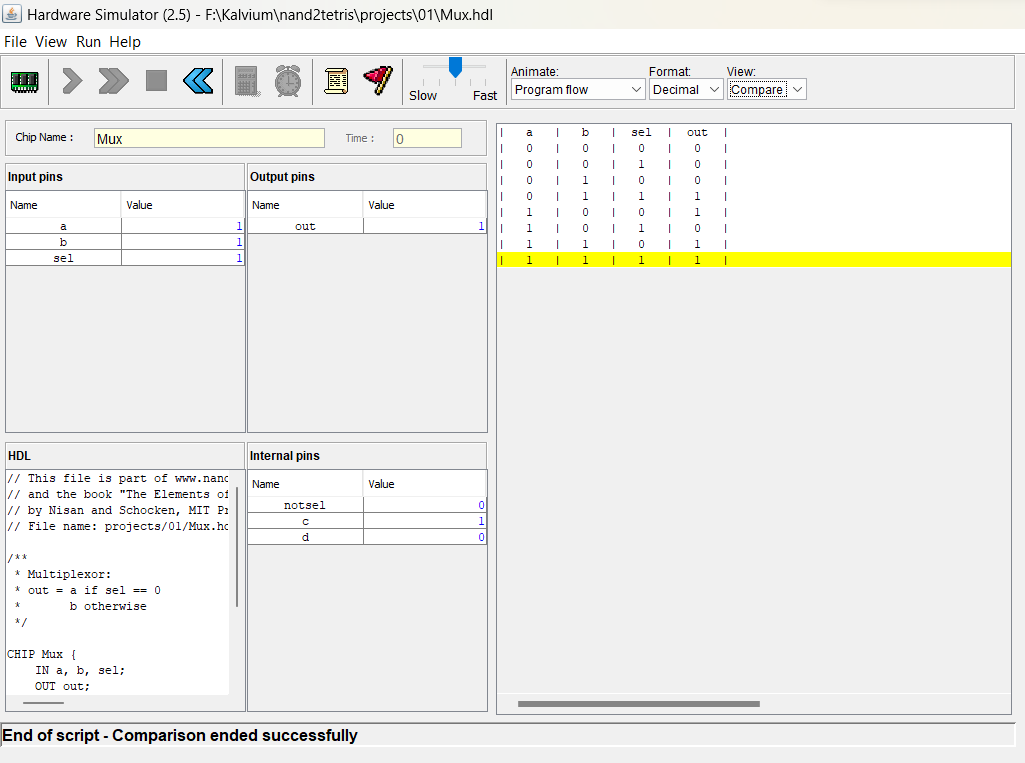 Hardware Simulator (2.5) - F:\Kalvium\nand2tetris\projects\01\Mux.hdl
File View Run Help
Animate: Format: View:
Slow Fast Program flow Decimal Compare
Chip Name : Mux Time : 0
Input pins
Name Value
a 1
b 1
sel 1
Output pins
Name Value
out 1
HDL
// This file is part of www.nand
// and the book "The Elements of
// by Nisan and Schocken, MIT Pr
// File name: projects/01/Mux.hd
/**
* Multiplexor:
* out = a if sel == 0
* b otherwise
*/
CHIP Mux {
IN a, b, sel;
OUT out;
Internal pins
Name Value
notsel 0
c 1
d 0
| a | b | sel | out |
| 0 | 0 | 0 | 0 |
| 0 | 0 | 1 | 0 |
| 0 | 1 | 0 | 0 |
| 0 | 1 | 1 | 1 |
| 1 | 0 | 0 | 1 |
| 1 | 0 | 1 | 0 |
| 1 | 1 | 0 | 1 |
| 1 | 1 | 1 | 1 |
End of script - Comparison ended successfully